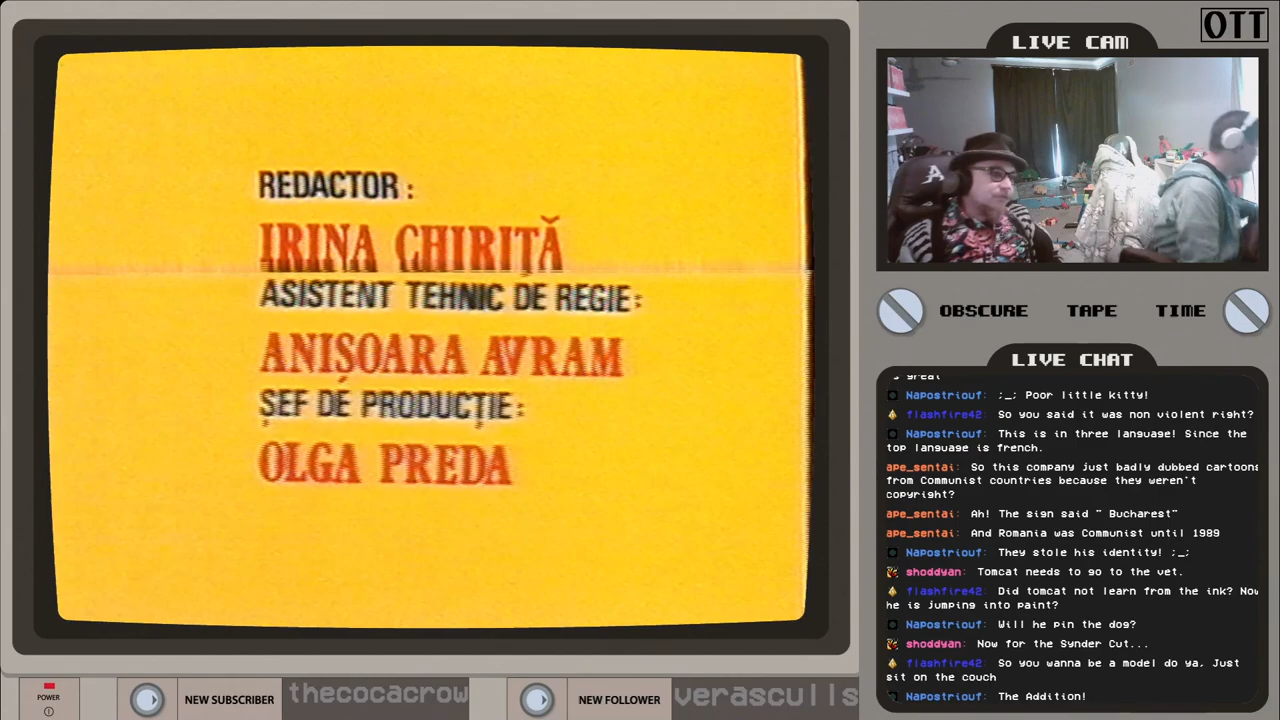 REDACTOR :
IRINA CHIRIȚĂ
ASISTENT TEHNIC DE REGIE:
ANIȘOARA AVRAM
ȘEF DE PRODUCȚIE:
OLGA PREDA
OTT
LIVE CAM
A
OBSCURE TAPE TIME
LIVE CHAT
's great
Napostriouf: ;_; Poor little kitty!
flashfire42: So you said it was non violent right?
Napostriouf: This is in three language! Since the
top language is french.
ape_sentai: So this company just badly dubbed cartoons
from Communist countries because they weren't
copyright?
ape_sentai: Ah! The sign said " Bucharest"
ape_sentai: And Romania was Communist until 1989
Napostriouf: They stole his identity! ;_;
shoddyan: Tomcat needs to go to the vet.
flashfire42: Did tomcat not learn from the ink? Now
he is jumping into paint?
Napostriouf: Will he pin the dog?
shoddyan: Now for the Synder Cut...
flashfire42: So you wanna be a model do ya, Just
sit on the couch
Napostriouf: The Addition!
POWER
NEW SUBSCRIBER thecocacrow
NEW FOLLOWER verasculls